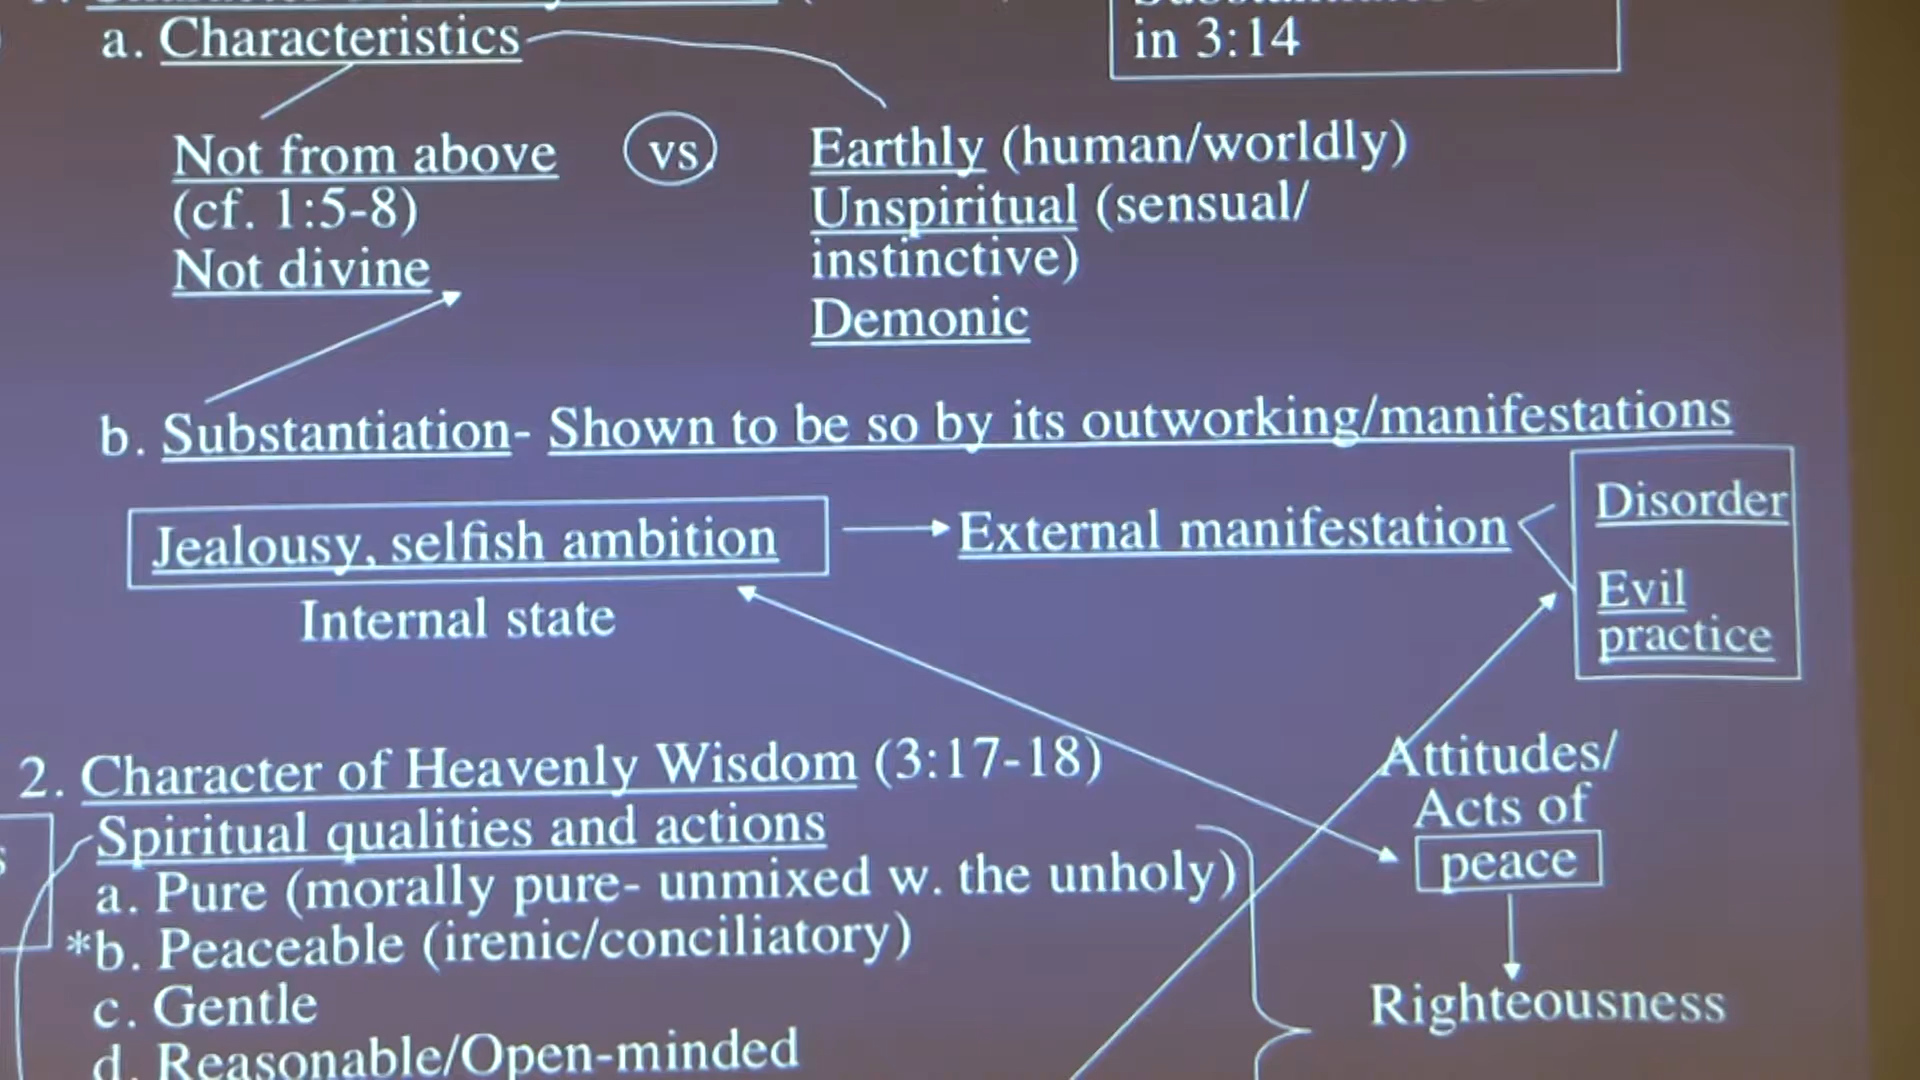 a. Characteristics
in 3:14
Not from above
(cf. 1:5-8)
Not divine
vs.
Earthly (human/worldly)
Unspiritual (sensual/
instinctive)
Demonic
b. Substantiation- Shown to be so by its outworking/manifestations
Jealousy, selfish ambition
Internal state
External manifestation
Disorder
Evil
practice
2. Character of Heavenly Wisdom (3:17-18)
Spiritual qualities and actions
a. Pure (morally pure- unmixed w. the unholy)
*b. Peaceable (irenic/conciliatory)
c. Gentle
d. Reasonable/Open-minded
Attitudes/
Acts of
peace
Righteousness